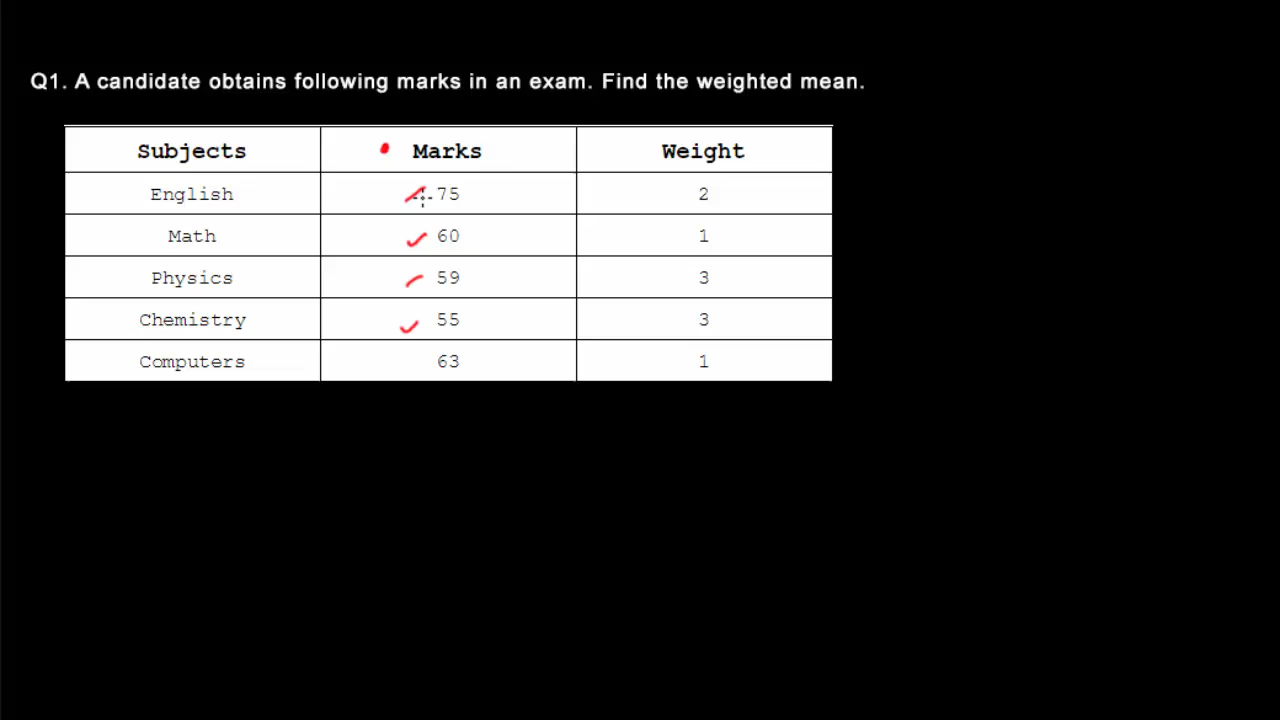 Q1. A candidate obtains following marks in an exam. Find the weighted mean.
Subjects Marks Weight
English 75 2
Math 60 1
Physics 59 3
Chemistry 55 3
Computers 63 1